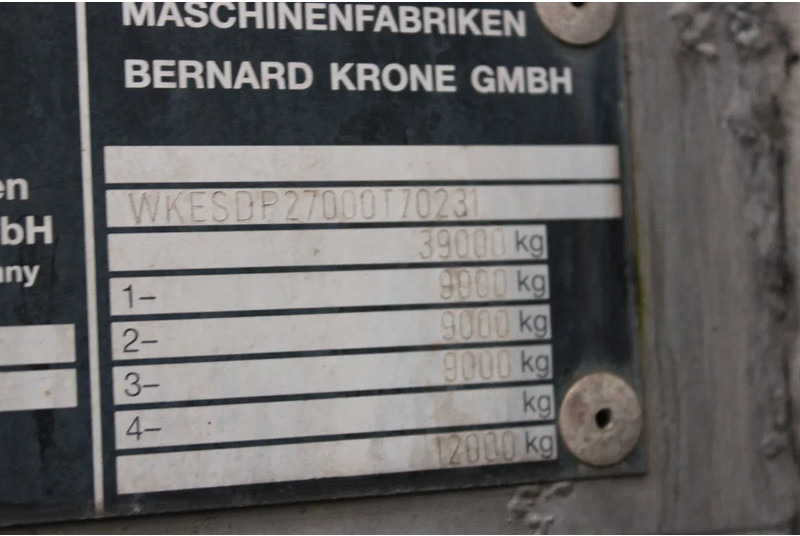 MASCHINENFABRIKEN
BERNARD KRONE GMBH
en
bH
any
WKESDP27000T70231
39000 kg
1– 9000 kg
2– 9000 kg
3– 9000 kg
4– kg
12000 kg